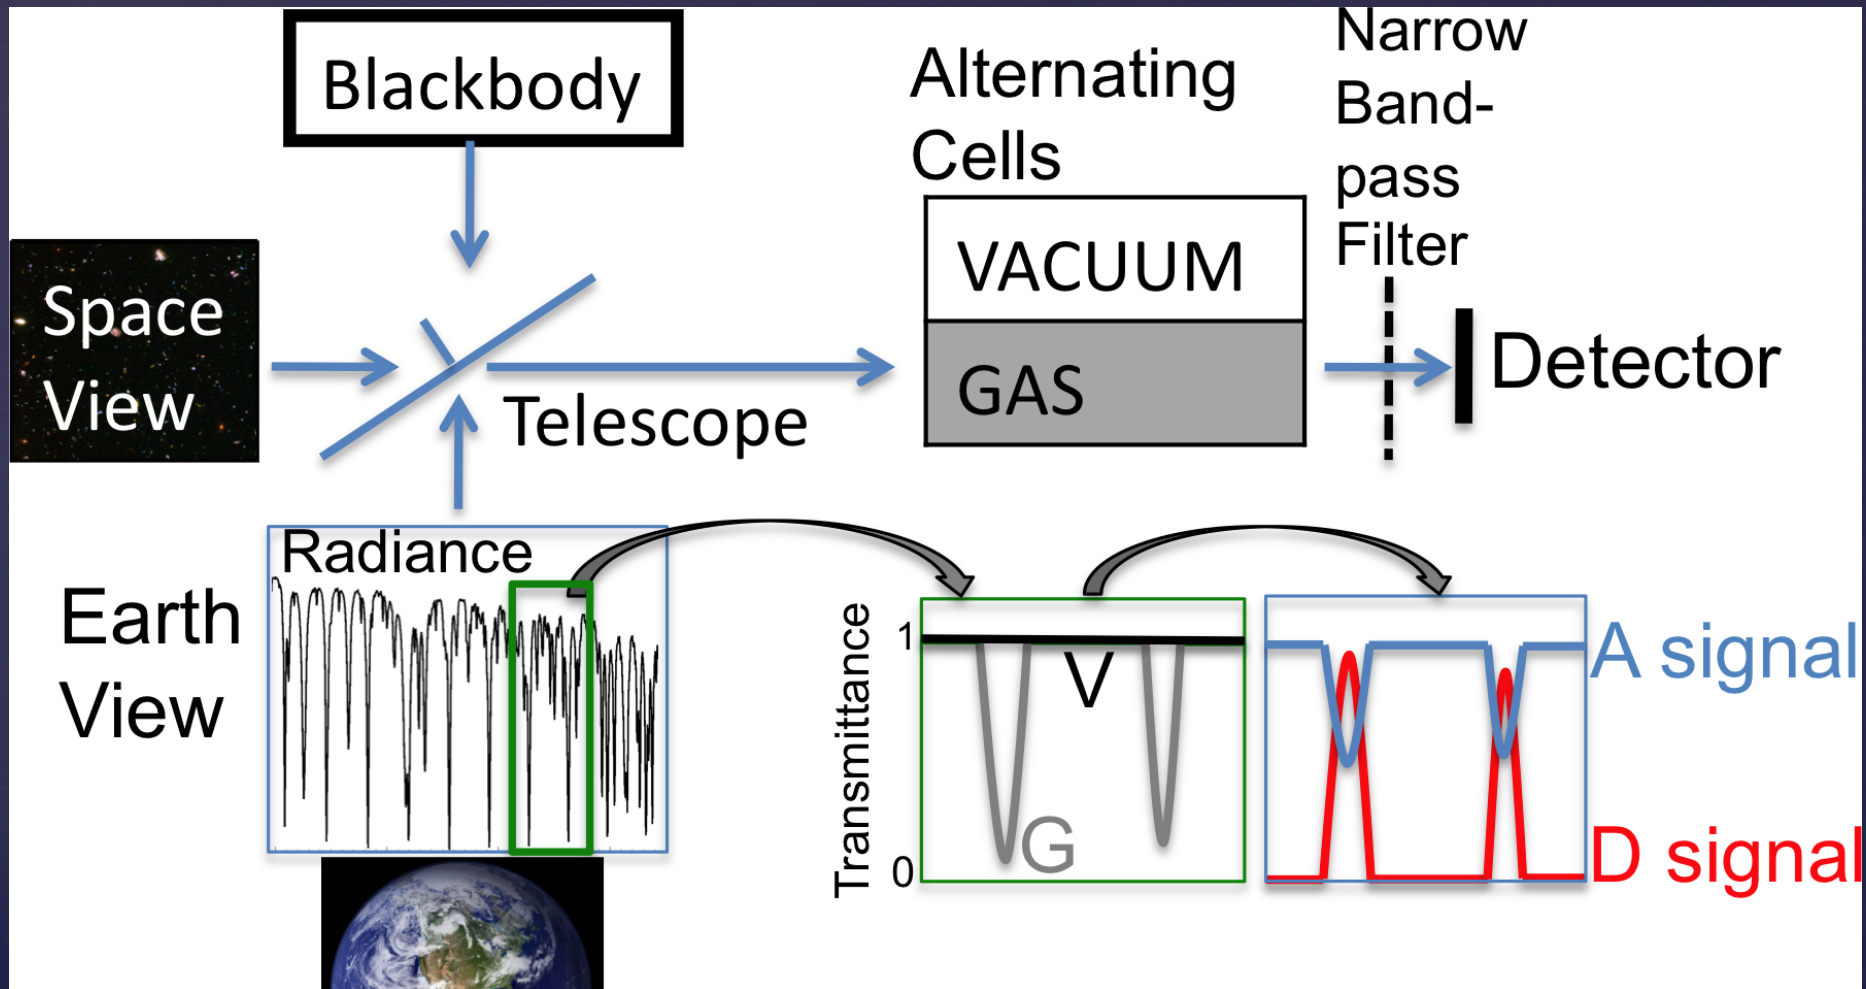 Blackbody
Alternating
Cells
Narrow
Band-
pass
Filter
Space
View
VACUUM
GAS
Detector
Telescope
Radiance
Earth
View
Transmittance
1
0
V
G
A signal
D signal